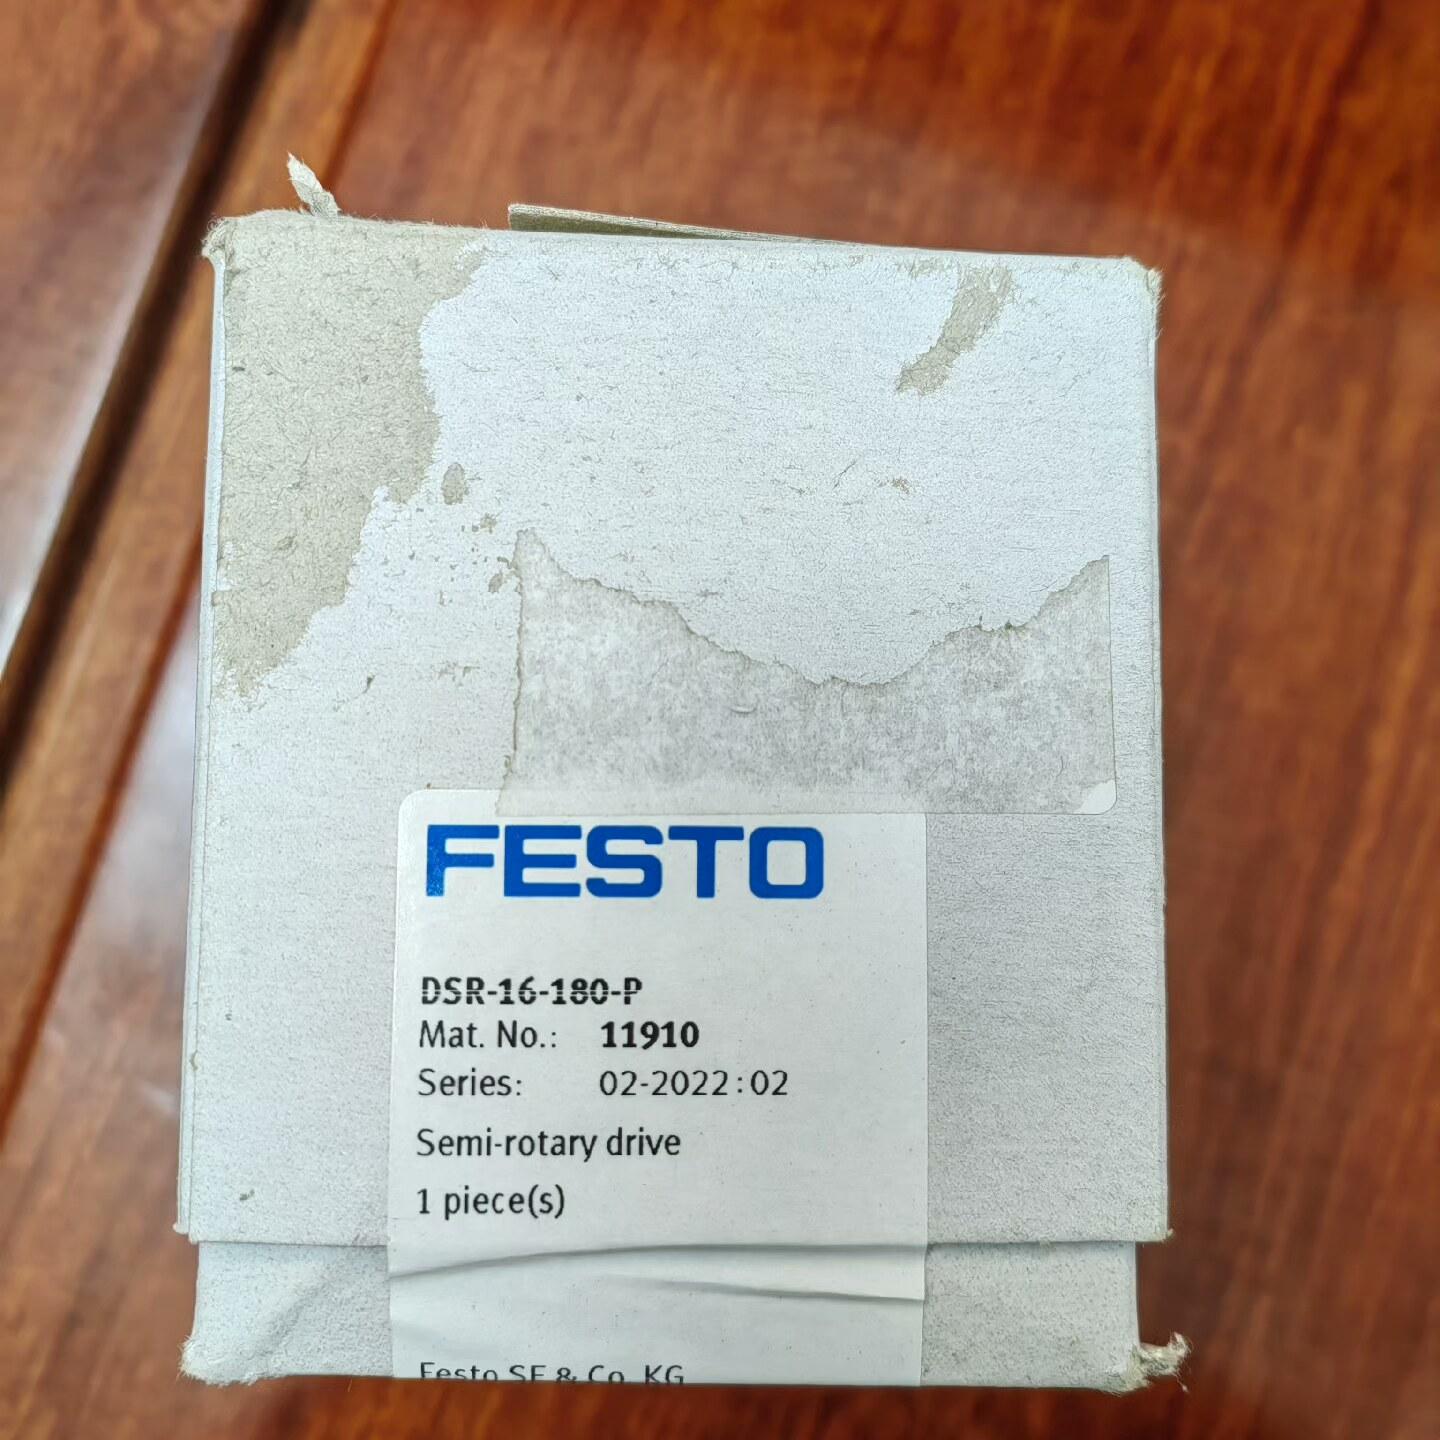 FESTO
DSR-16-180-P
Mat. No.: 11910
Series: 02-2022:02
Semi-rotary drive
1 piece(s)
Festo SE & Co. KG